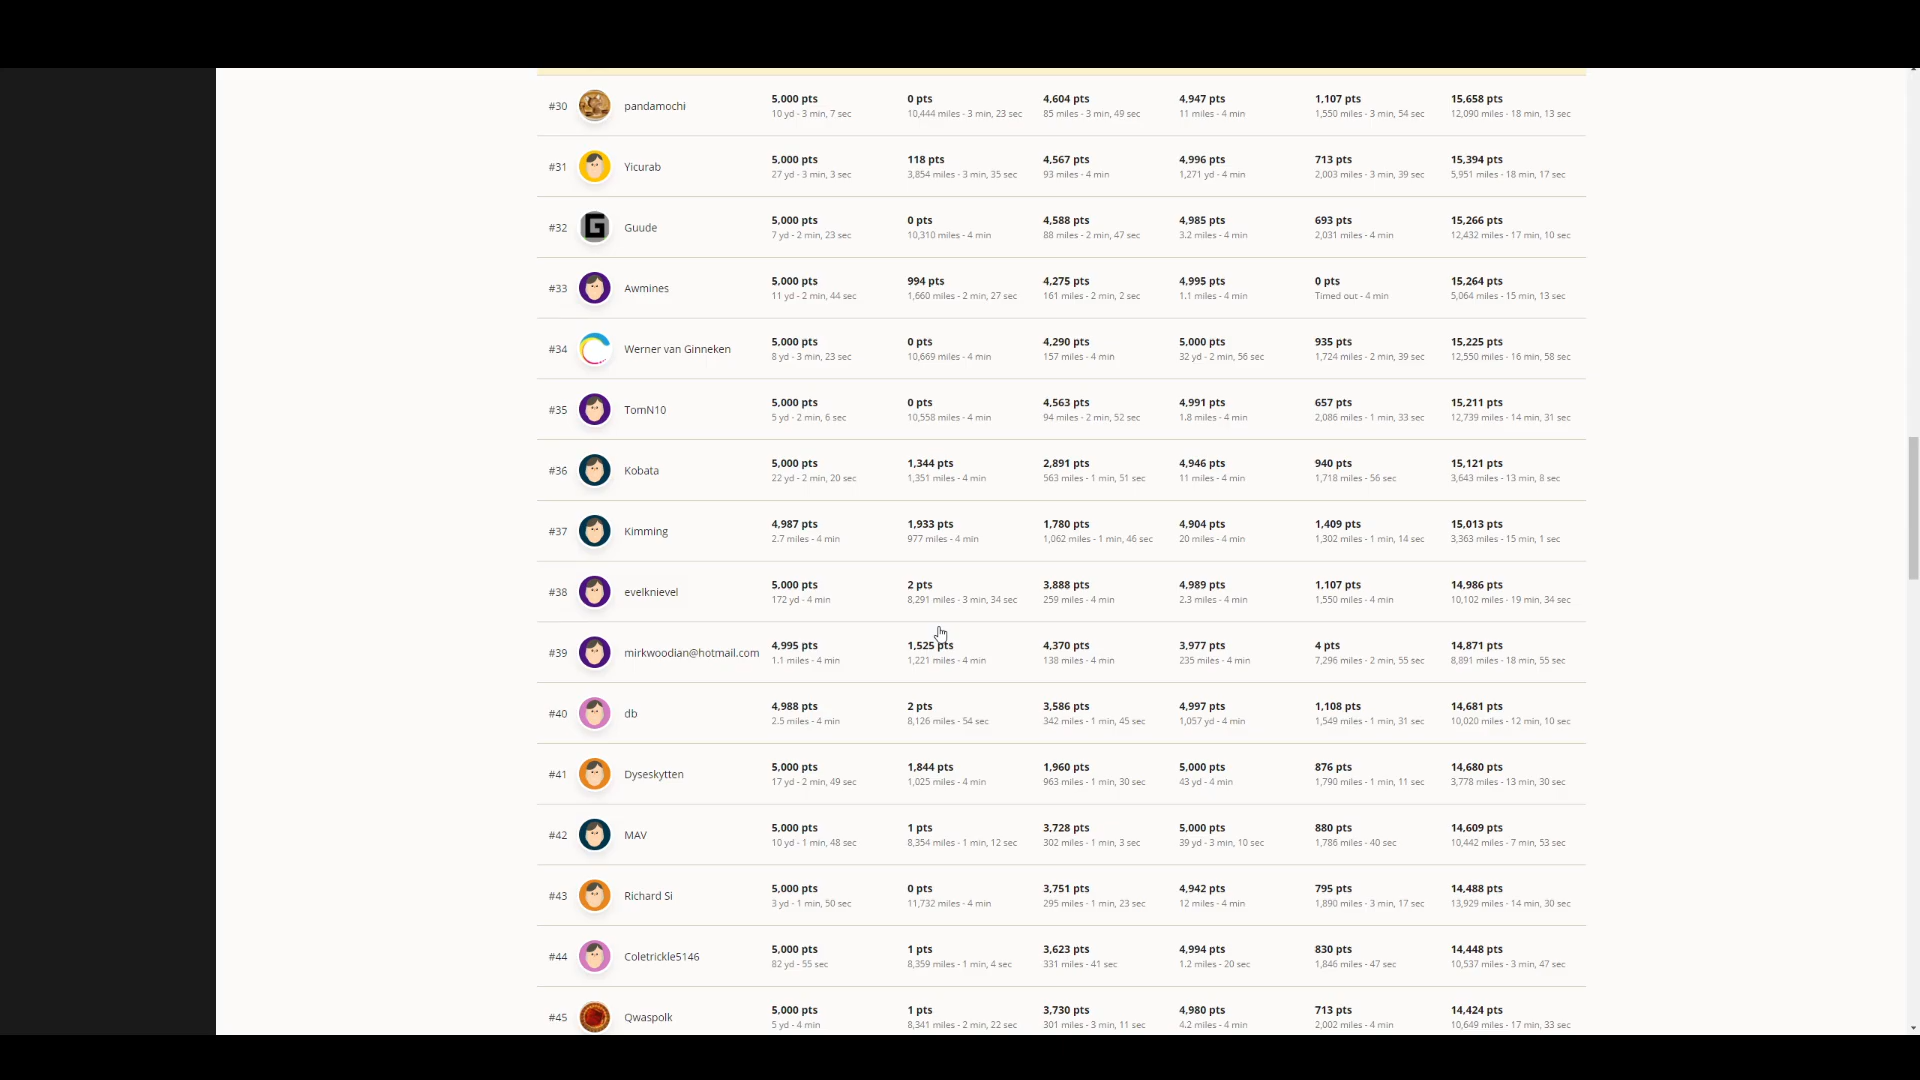 #30 pandamochi 5,000 pts 0 pts 4,604 pts 4,947 pts 1,107 pts 15,658 pts
10 yd - 3 min, 7 sec 10,444 miles - 3 min, 23 sec 85 miles - 3 min, 49 sec 11 miles - 4 min 1,550 miles - 3 min, 54 sec 12,090 miles - 18 min, 13 sec
#31 Yicurab 5,000 pts 118 pts 4,567 pts 4,996 pts 713 pts 15,394 pts
27 yd - 3 min, 3 sec 3,854 miles - 3 min, 35 sec 93 miles - 4 min 1,271 yd - 4 min 2,003 miles - 3 min, 39 sec 5,951 miles - 18 min, 17 sec
#32 G Guude 5,000 pts 0 pts 4,588 pts 4,985 pts 693 pts 15,266 pts
7 yd - 2 min, 23 sec 10,310 miles - 4 min 88 miles - 2 min, 47 sec 3.2 miles - 4 min 2,031 miles - 4 min 12,432 miles - 17 min, 10 sec
#33 Awmines 5,000 pts 994 pts 4,275 pts 4,995 pts 0 pts 15,264 pts
11 yd - 2 min, 44 sec 1,660 miles - 2 min, 27 sec 161 miles - 2 min, 2 sec 1.1 miles - 4 min Timed out - 4 min 5,064 miles - 15 min, 13 sec
#34 Werner van Ginneken 5,000 pts 0 pts 4,290 pts 5,000 pts 935 pts 15,225 pts
8 yd - 3 min, 23 sec 10,669 miles - 4 min 157 miles - 4 min 32 yd - 2 min, 56 sec 1,724 miles - 2 min, 39 sec 12,550 miles - 16 min, 58 sec
#35 TomN10 5,000 pts 0 pts 4,563 pts 4,991 pts 657 pts 15,211 pts
5 yd - 2 min, 6 sec 10,558 miles - 4 min 94 miles - 2 min, 52 sec 1.8 miles - 4 min 2,086 miles - 1 min, 33 sec 12,739 miles - 14 min, 31 sec
#36 Kobata 5,000 pts 1,344 pts 2,891 pts 4,946 pts 940 pts 15,121 pts
22 yd - 2 min, 20 sec 1,351 miles - 4 min 563 miles - 1 min, 51 sec 11 miles - 4 min 1,718 miles - 56 sec 3,643 miles - 13 min, 8 sec
#37 Kimming 4,987 pts 1,933 pts 1,780 pts 4,904 pts 1,409 pts 15,013 pts
2.7 miles - 4 min 977 miles - 4 min 1,062 miles - 1 min, 46 sec 20 miles - 4 min 1,302 miles - 1 min, 14 sec 3,363 miles - 15 min, 1 sec
#38 evelknievel 5,000 pts 2 pts 3,888 pts 4,989 pts 1,107 pts 14,986 pts
172 yd - 4 min 8,291 miles - 3 min, 34 sec 259 miles - 4 min 2.3 miles - 4 min 1,550 miles - 4 min 10,102 miles - 19 min, 34 sec
#39 mirkwoodian@hotmail.com 4,995 pts 1,525 pts 4,370 pts 3,977 pts 4 pts 14,871 pts
1.1 miles - 4 min 1,221 miles - 4 min 138 miles - 4 min 235 miles - 4 min 7,296 miles - 2 min, 55 sec 8,891 miles - 18 min, 55 sec
#40 db 4,988 pts 2 pts 3,586 pts 4,997 pts 1,108 pts 14,681 pts
2.5 miles - 4 min 8,126 miles - 54 sec 342 miles - 1 min, 45 sec 1,057 yd - 4 min 1,549 miles - 1 min, 31 sec 10,020 miles - 12 min, 10 sec
#41 Dyseskytten 5,000 pts 1,844 pts 1,960 pts 5,000 pts 876 pts 14,680 pts
17 yd - 2 min, 49 sec 1,025 miles - 4 min 963 miles - 1 min, 30 sec 43 yd - 4 min 1,790 miles - 1 min, 11 sec 3,778 miles - 13 min, 30 sec
#42 MAV 5,000 pts 1 pts 3,728 pts 5,000 pts 880 pts 14,609 pts
10 yd - 1 min, 48 sec 8,354 miles - 1 min, 12 sec 302 miles - 1 min, 3 sec 39 yd - 3 min, 10 sec 1,786 miles - 40 sec 10,442 miles - 7 min, 53 sec
#43 Richard Si 5,000 pts 0 pts 3,751 pts 4,942 pts 795 pts 14,488 pts
3 yd - 1 min, 50 sec 11,732 miles - 4 min 295 miles - 1 min, 23 sec 12 miles - 4 min 1,890 miles - 3 min, 17 sec 13,929 miles - 14 min, 30 sec
#44 Coletrickle5146 5,000 pts 1 pts 3,623 pts 4,994 pts 830 pts 14,448 pts
82 yd - 55 sec 8,359 miles - 1 min, 4 sec 331 miles - 41 sec 1.2 miles - 20 sec 1,846 miles - 47 sec 10,537 miles - 3 min, 47 sec
#45 Qwaspolk 5,000 pts 1 pts 3,730 pts 4,980 pts 713 pts 14,424 pts
5 yd - 4 min 8,341 miles - 2 min, 22 sec 301 miles - 3 min, 11 sec 4.2 miles - 4 min 2,002 miles - 4 min 10,649 miles - 17 min, 33 sec